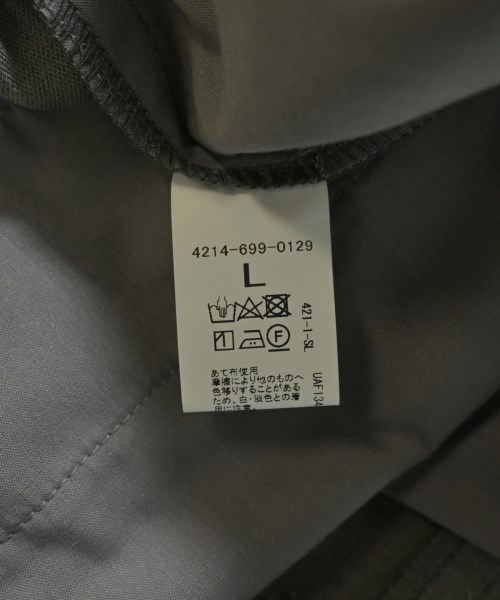 4214-699-0129
L
421-1-SL
F
UAF134
あて布使用
摩擦により他のものへ
色移りすることがある
ため、白・淡色との着
用に注意。